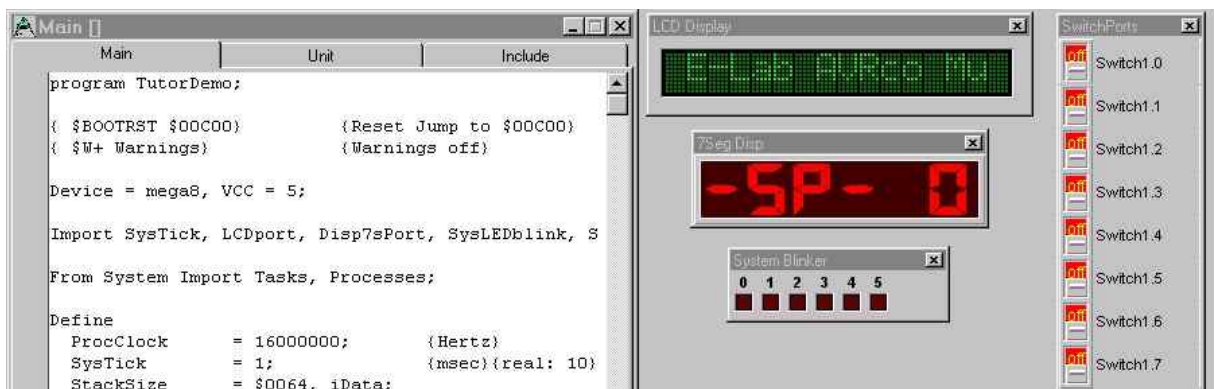 Main []
Main Unit Include
program TutorDemo;
{ $BOOTRST $00C00} {Reset Jump to $00C00}
{ $W+ Warnings} {Warnings off}
Device = mega8, VCC = 5;
Import SysTick, LCDport, Disp7sPort, SysLEDblink, S
From System Import Tasks, Processes;
Define
ProcClock = 16000000; {Hertz}
SysTick = 1; {msec}{real: 10}
StackSize = $0064, iData;
LCD Display
E-Lab AVRco Mu
7Seg Disp
-SP- 0
System Blinker
0 1 2 3 4 5
SwitchPorts
off Switch1.0
off Switch1.1
off Switch1.2
off Switch1.3
off Switch1.4
off Switch1.5
off Switch1.6
off Switch1.7